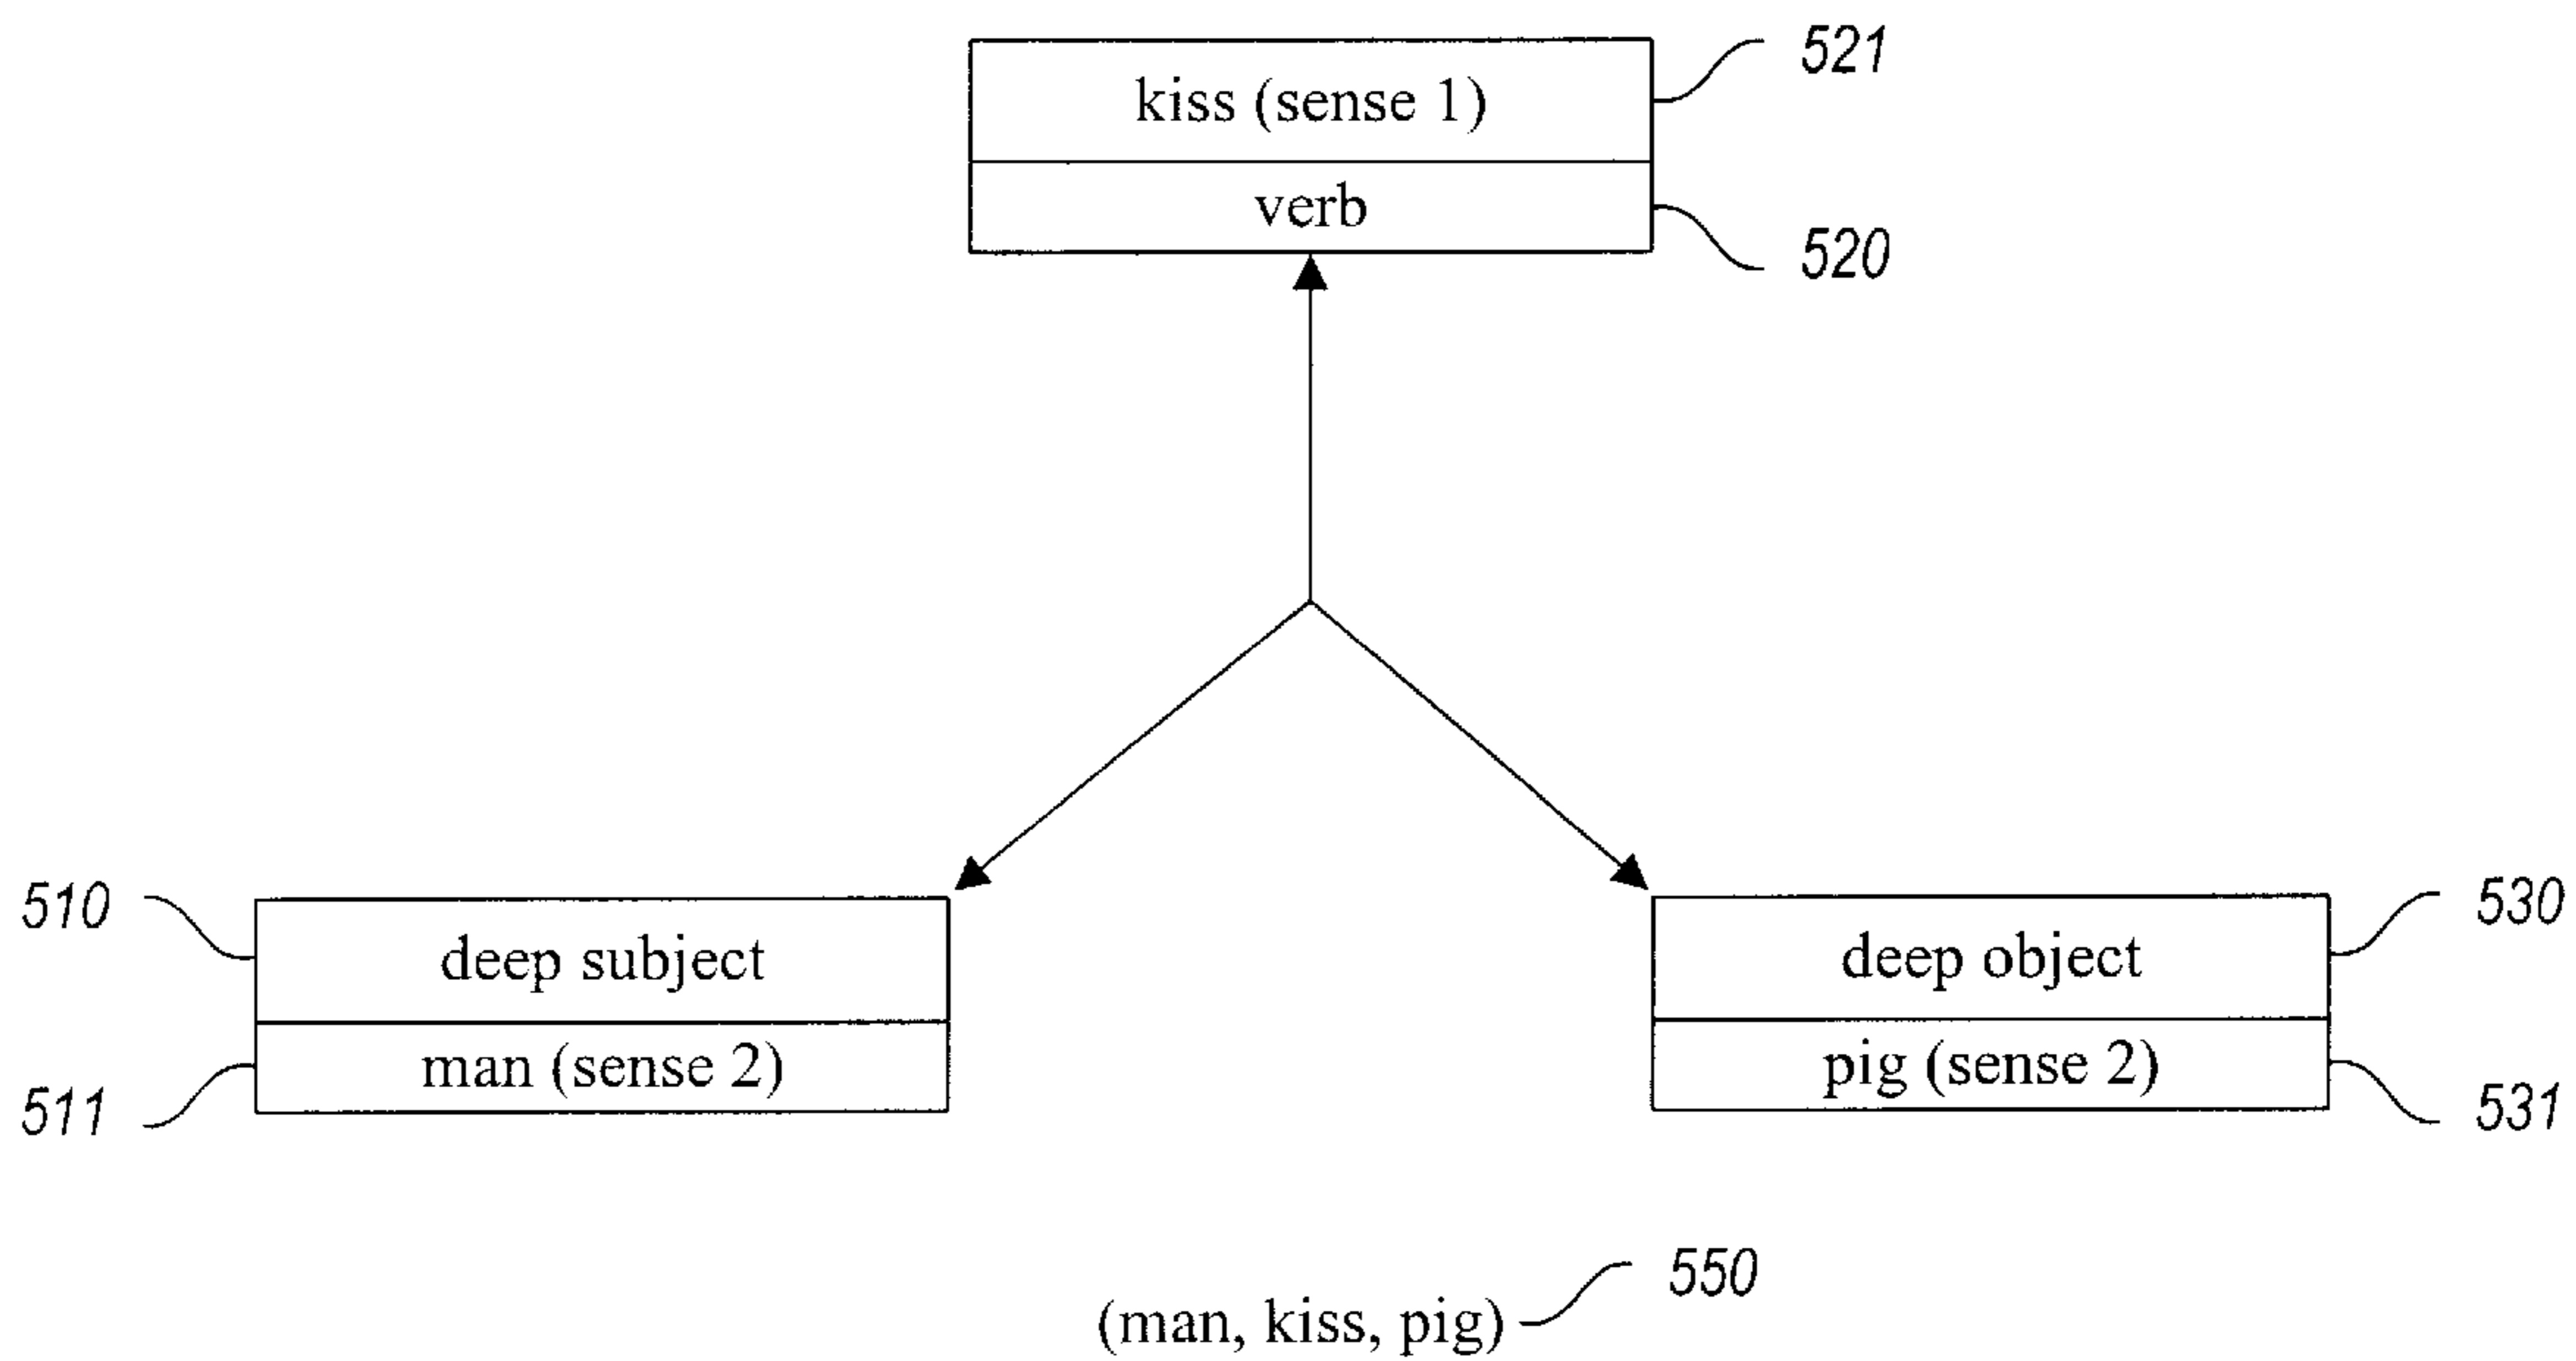 521
kiss (sense 1)
verb
520
510
deep subject
deep object
530
511
man (sense 2)
pig (sense 2)
531
550
(man, kiss, pig)